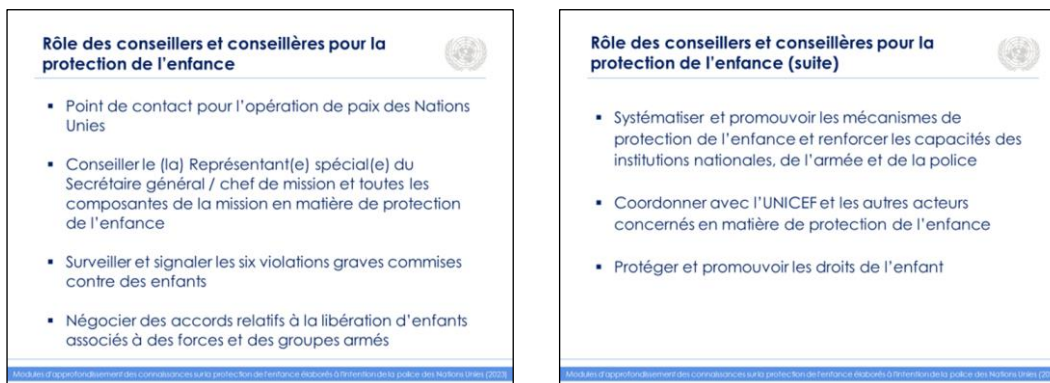 Rôle des conseillers et conseillères pour la
protection de l'enfance
▪ Point de contact pour l'opération de paix des Nations
Unies
▪ Conseiller le (la) Représentant(e) spécial(e) du
Secrétaire général / chef de mission et toutes les
composantes de la mission en matière de protection
de l'enfance
▪ Surveiller et signaler les six violations graves commises
contre des enfants
▪ Négocier des accords relatifs à la libération d'enfants
associés à des forces et des groupes armés
Modules d'approfondissement des connaissances sur la protection de l'enfance élaborés à l'intention de la police des Nations Unies (2023)
Rôle des conseillers et conseillères pour la
protection de l'enfance (suite)
▪ Systématiser et promouvoir les mécanismes de
protection de l'enfance et renforcer les capacités des
institutions nationales, de l'armée et de la police
▪ Coordonner avec l'UNICEF et les autres acteurs
concernés en matière de protection de l'enfance
▪ Protéger et promouvoir les droits de l'enfant
Modules d'approfondissement des connaissances sur la protection de l'enfance élaborés à l'intention de la police des Nations Unies (20